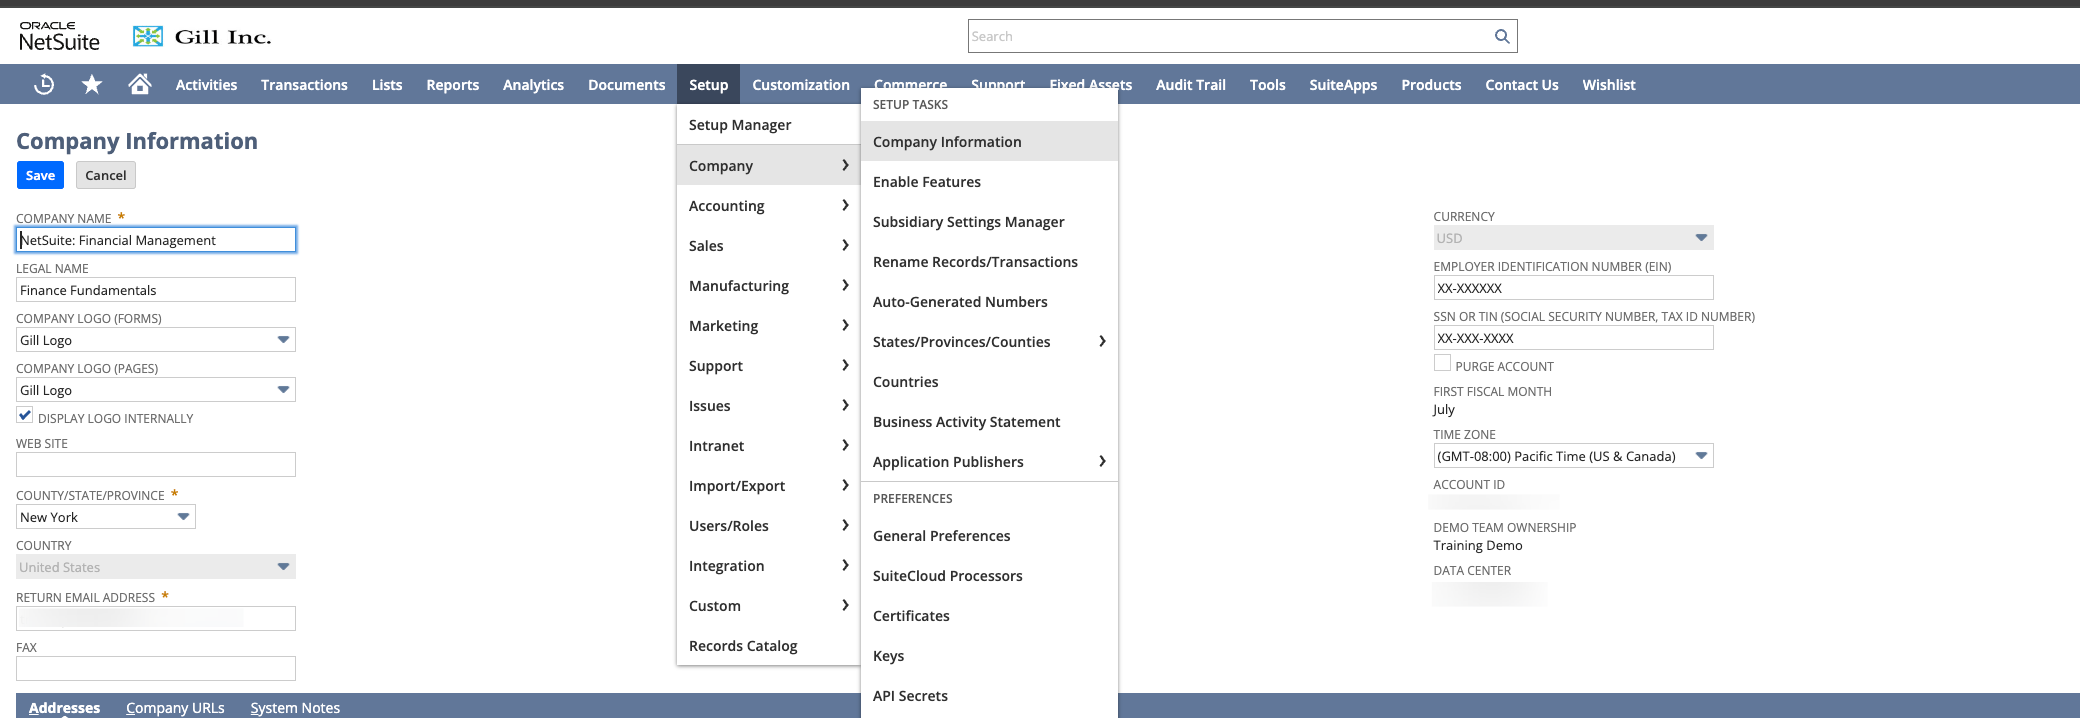 ORACLE
NetSuite
Gill Inc.
Search
Activities
Transactions
Lists
Reports
Analytics
Documents
Setup
Customization
Commerce
Support
Fixed Assets
Audit Trail
Tools
SuiteApps
Products
Contact Us
Wishlist
Company Information
Save
Cancel
COMPANY NAME *
NetSuite: Financial Management
LEGAL NAME
Finance Fundamentals
COMPANY LOGO (FORMS)
Gill Logo
COMPANY LOGO (PAGES)
Gill Logo
DISPLAY LOGO INTERNALLY
WEB SITE
COUNTY/STATE/PROVINCE *
New York
COUNTRY
United States
RETURN EMAIL ADDRESS *
FAX
Setup Manager
Company
Accounting
Sales
Manufacturing
Marketing
Support
Issues
Intranet
Import/Export
Users/Roles
Integration
Custom
Records Catalog
SETUP TASKS
Company Information
Enable Features
Subsidiary Settings Manager
Rename Records/Transactions
Auto-Generated Numbers
States/Provinces/Counties
Countries
Business Activity Statement
Application Publishers
PREFERENCES
General Preferences
SuiteCloud Processors
Certificates
Keys
API Secrets
CURRENCY
USD
EMPLOYER IDENTIFICATION NUMBER (EIN)
XX-XXXXXX
SSN OR TIN (SOCIAL SECURITY NUMBER, TAX ID NUMBER)
XX-XXX-XXXX
PURGE ACCOUNT
FIRST FISCAL MONTH
July
TIME ZONE
(GMT-08:00) Pacific Time (US & Canada)
ACCOUNT ID
DEMO TEAM OWNERSHIP
Training Demo
DATA CENTER
Addresses
Company URLs
System Notes